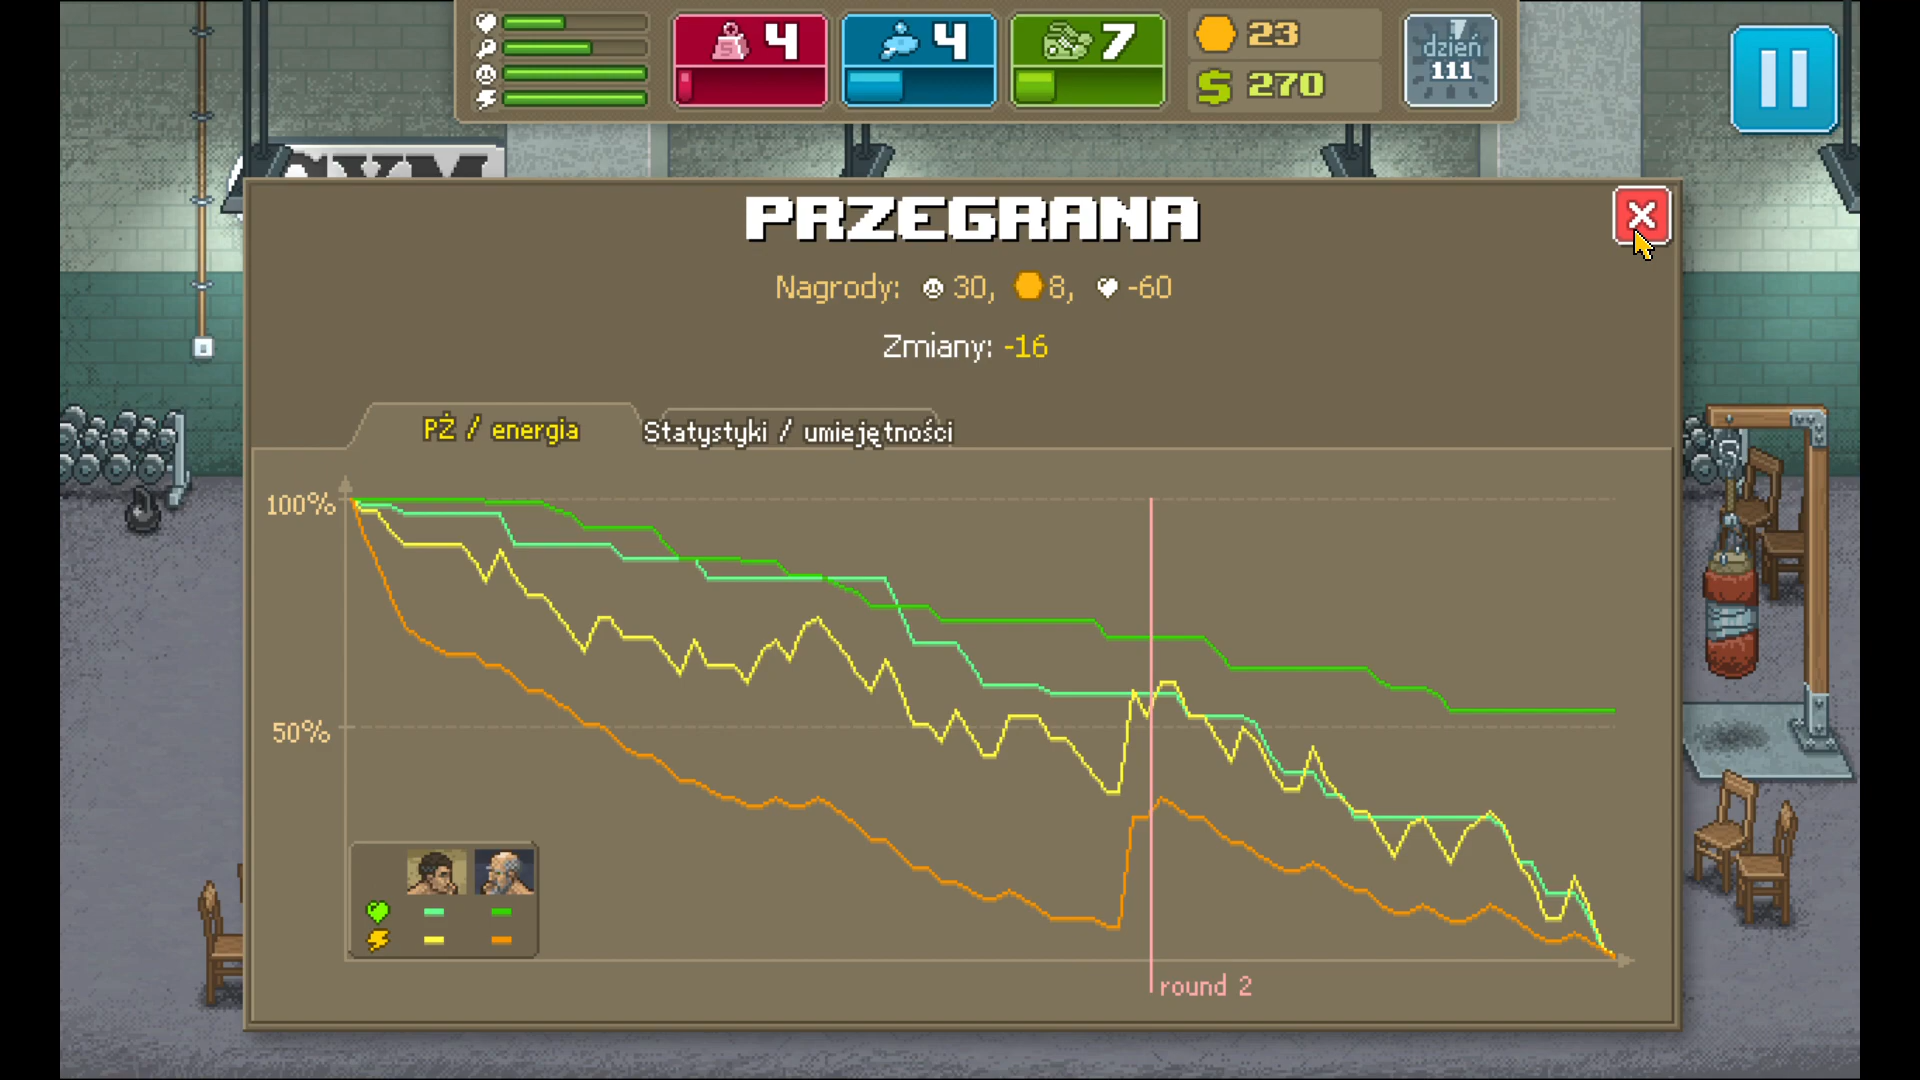 4
4
7
23
270
dzień
111
PRZEGRANA
Nagrody: 30, 8, -60
Zmiany: -16
PŻ / energia
Statystyki / umiejętności
100%
50%
round 2